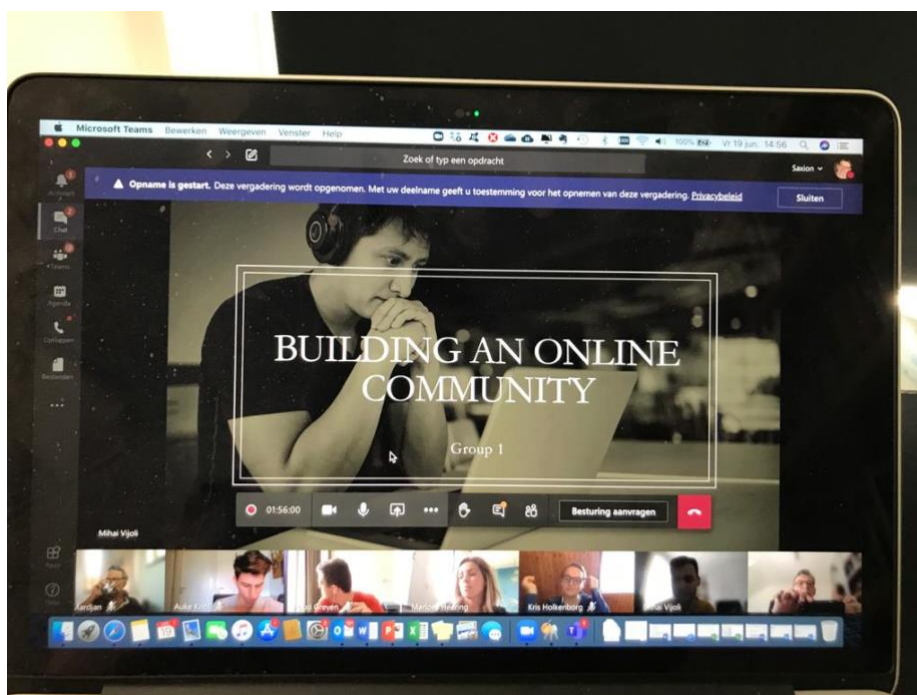 Microsoft Teams Bewerken Weergeven Venster Help 100% Vr 19 jun. 14:56
Zoek of typ een opdracht
Saxion
Opname is gestart. Deze vergadering wordt opgenomen. Met uw deelname geeft u toestemming voor het opnemen van deze vergadering. Privacybeleid
Sluiten
Chat
Teams
Agenda
BUILDING AN ONLINE
COMMUNITY
Group 1
01:56:00
Besturing aanvragen
Mihai Vijoli
Aardjan
Kris Holkenborg